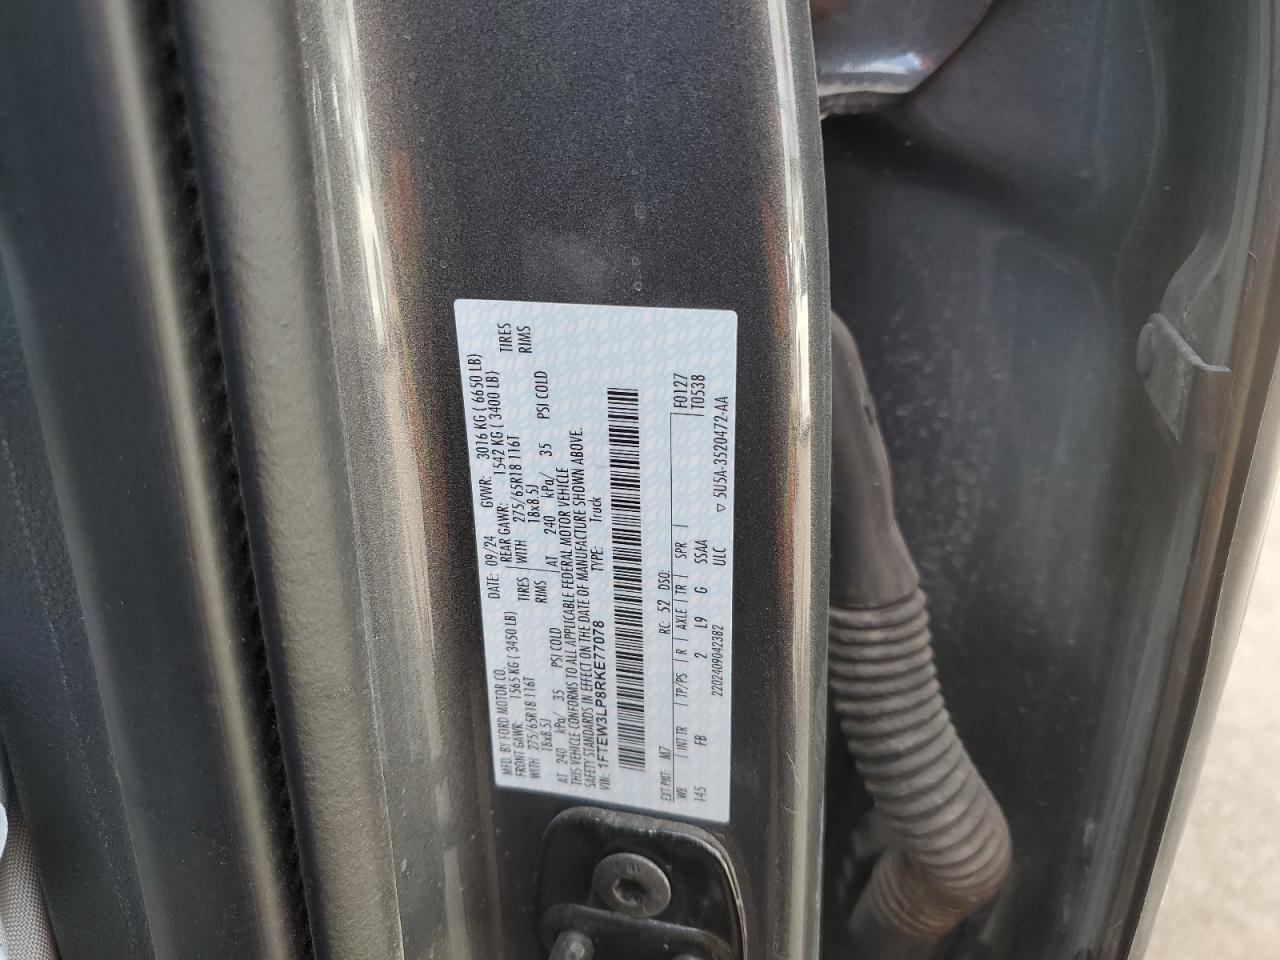 MFD. BY FORD MOTOR CO. DATE: 09/24 GVWR: 3016 KG ( 6650 LB)
FRONT GAWR: 1565 KG ( 3450 LB) REAR GAWR: 1542 KG ( 3400 LB)
WITH 275/65R18 116T TIRES WITH 275/65R18 116T TIRES
18x8.5J RIMS 18x8.5J RIMS
AT 240 kPa/ 35 PSI COLD AT 240 kPa/ 35 PSI COLD
THIS VEHICLE CONFORMS TO ALL APPLICABLE FEDERAL MOTOR VEHICLE
SAFETY STANDARDS IN EFFECT ON THE DATE OF MANUFACTURE SHOWN ABOVE.
VIN: 1FTEW3LP8RKE77078 TYPE: Truck
F0127
EXT PNT: M7 RC: 52 DSO: T0538
WB INT TR TP/PS R AXLE TR SPR
145 FB 2 L9 G SSAA
2202409042382 ULC ▽ 5U5A-3520472-AA